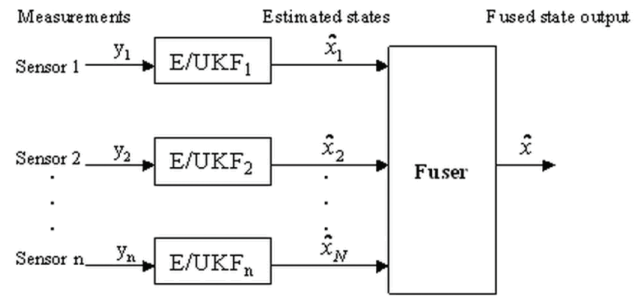 Measurements Estimated states Fused state output
Sensor 1 y₁ E/UKF₁ x̂₁
Sensor 2 y₂ E/UKF₂ x̂₂ Fuser x̂
Sensor n yₙ E/UKFₙ x̂_N